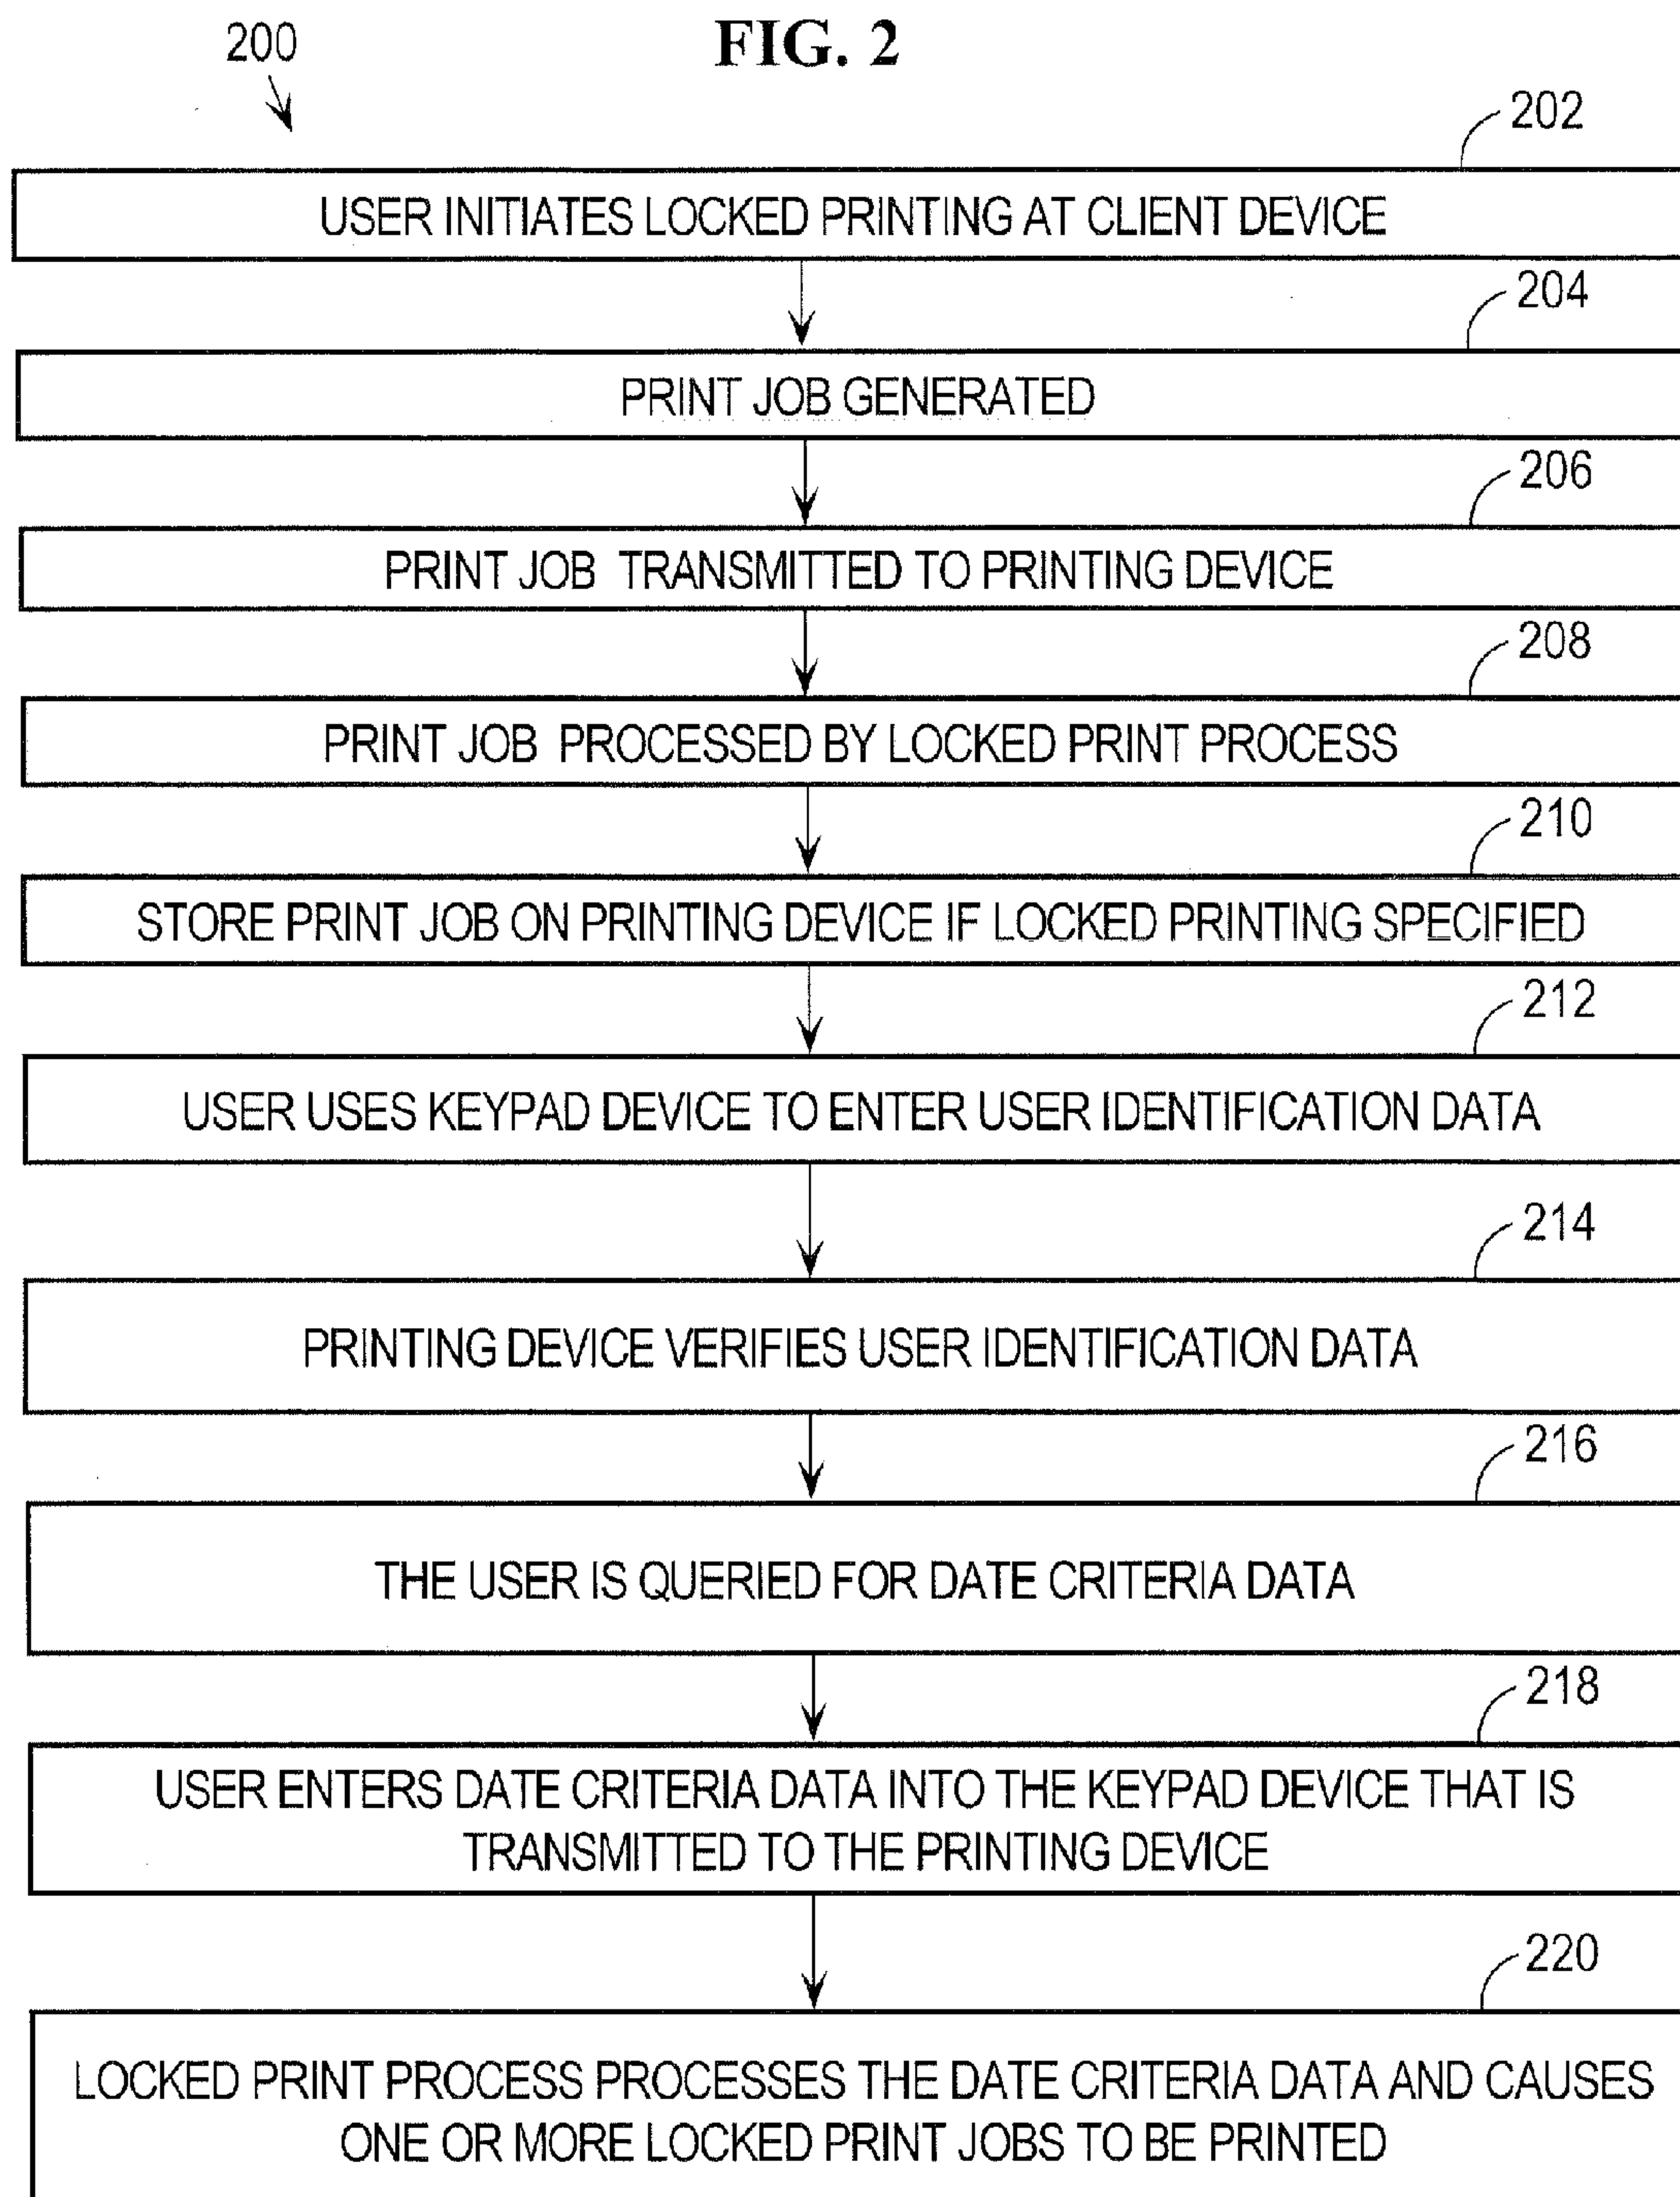 FIG. 2
200
202
USER INITIATES LOCKED PRINTING AT CLIENT DEVICE
204
PRINT JOB GENERATED
206
PRINT JOB TRANSMITTED TO PRINTING DEVICE
208
PRINT JOB PROCESSED BY LOCKED PRINT PROCESS
210
STORE PRINT JOB ON PRINTING DEVICE IF LOCKED PRINTING SPECIFIED
212
USER USES KEYPAD DEVICE TO ENTER USER IDENTIFICATION DATA
214
PRINTING DEVICE VERIFIES USER IDENTIFICATION DATA
216
THE USER IS QUERIED FOR DATE CRITERIA DATA
218
USER ENTERS DATE CRITERIA DATA INTO THE KEYPAD DEVICE THAT IS
TRANSMITTED TO THE PRINTING DEVICE
220
LOCKED PRINT PROCESS PROCESSES THE DATE CRITERIA DATA AND CAUSES
ONE OR MORE LOCKED PRINT JOBS TO BE PRINTED